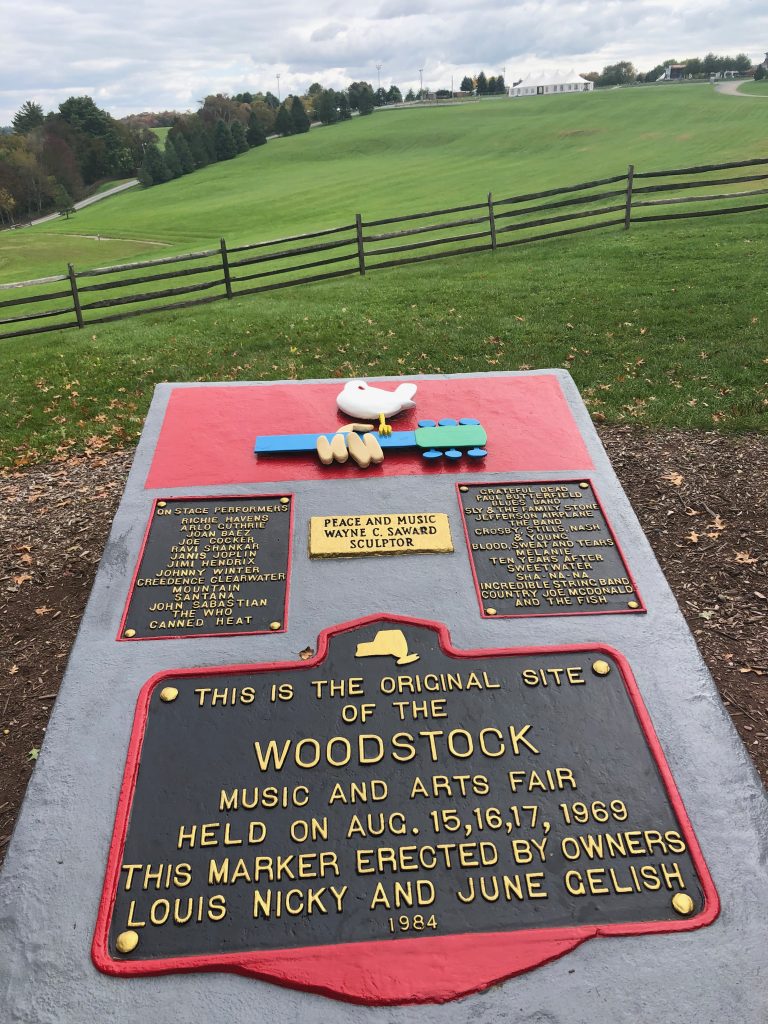 ON STAGE PERFORMERS
RICHIE HAVENS
ARLO GUTHRIE
JOAN BAEZ
JOE COCKER
RAVI SHANKAR
JANIS JOPLIN
JIMI HENDRIX
JOHNNY WINTER
CREEDENCE CLEARWATER
MOUNTAIN
SANTANA
JOHN SABASTIAN
THE WHO
CANNED HEAT
PEACE AND MUSIC
WAYNE C. SAWARD
SCULPTOR
GRATEFUL DEAD
PAUL BUTTERFIELD
BLUES BAND
SLY & THE FAMILY STONE
JEFFERSON AIRPLANE
THE BAND
CROSBY, STILLS, NASH
& YOUNG
BLOOD, SWEAT AND TEARS
MELANIE
TEN YEARS AFTER
SWEETWATER
SHA-NA-NA
INCREDIBLE STRING BAND
COUNTRY JOE MCDONALD
AND THE FISH
THIS IS THE ORIGINAL SITE
OF THE
WOODSTOCK
MUSIC AND ARTS FAIR
HELD ON AUG. 15,16,17, 1969
THIS MARKER ERECTED BY OWNERS
LOUIS NICKY AND JUNE GELISH
1984